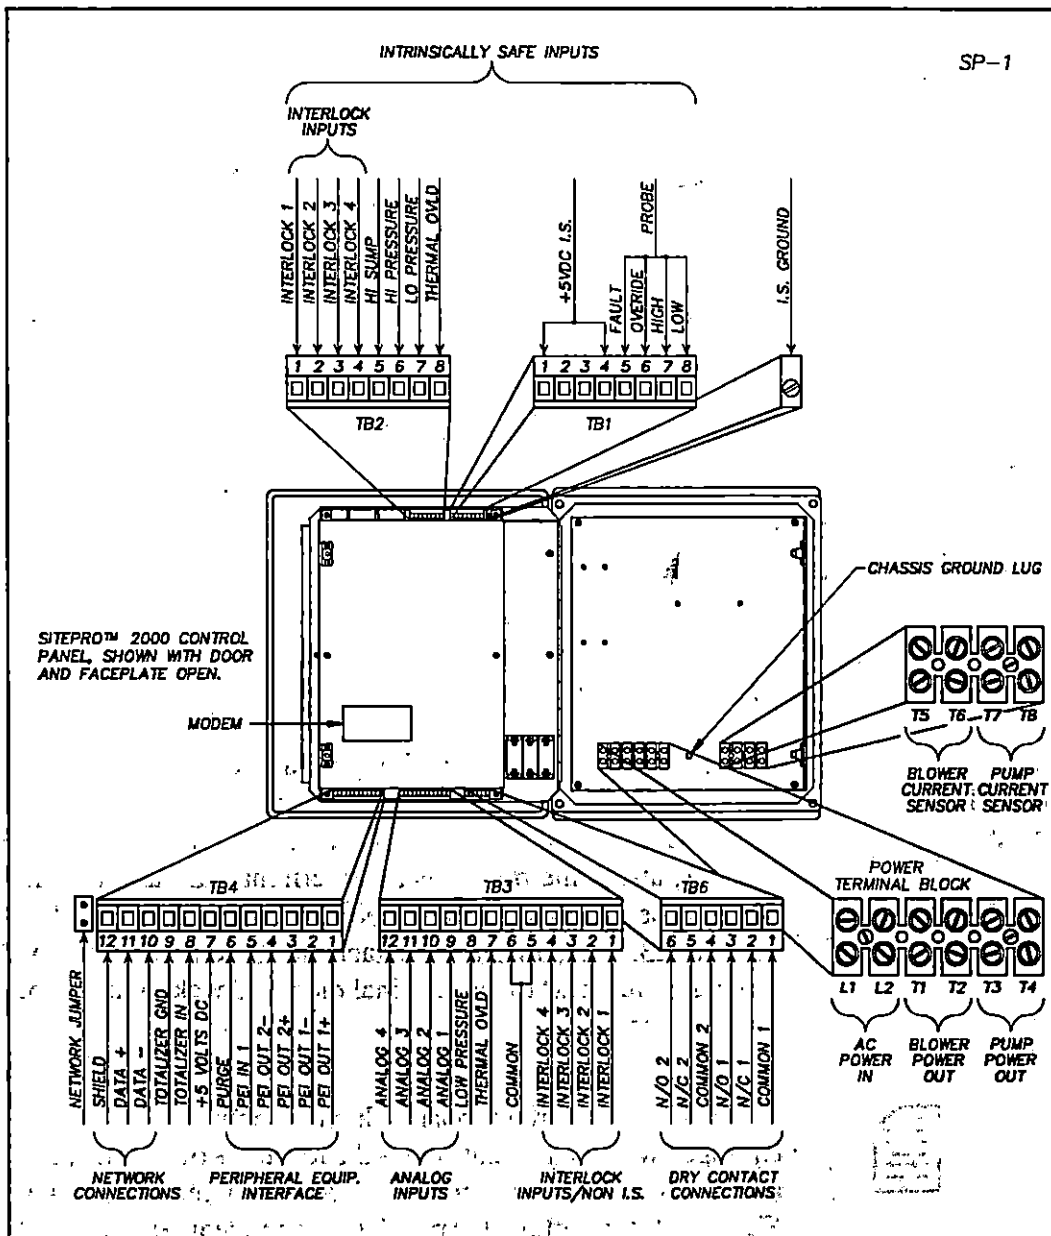 INTRINSICALLY SAFE INPUTS
SP-1
INTERLOCK
INPUTS
INTERLOCK 1
INTERLOCK 2
INTERLOCK 3
INTERLOCK 4
HI SUMP
HI PRESSURE
LO PRESSURE
THERMAL OVLD
+5VDC I.S.
PROBE
FAULT
OVERIDE
HIGH
LOW
I.S. GROUND
1 2 3 4 5 6 7 8
TB2
1 2 3 4 5 6 7 8
TB1
CHASSIS GROUND LUG
SITEPRO™ 2000 CONTROL
PANEL, SHOWN WITH DOOR
AND FACEPLATE OPEN.
MODEM
T5 T6 T7 T8
BLOWER
CURRENT
SENSOR
PUMP
CURRENT
SENSOR
POWER
TERMINAL BLOCK
L1 L2 T1 T2 T3 T4
AC
POWER
IN
BLOWER
POWER
OUT
PUMP
POWER
OUT
TB4
12 11 10 9 8 7 6 5 4 3 2 1
TB3
12 11 10 9 8 7 6 5 4 3 2 1
TB6
6 5 4 3 2 1
NETWORK JUMPER
SHIELD
DATA +
DATA -
TOTALIZER GND
TOTALIZER IN
+5 VOLTS DC
PURGE
PEI IN 1
PEI OUT 2-
PEI OUT 2+
PEI OUT 1-
PEI OUT 1+
ANALOG 4
ANALOG 3
ANALOG 2
ANALOG 1
LOW PRESSURE
THERMAL OVLD
COMMON
INTERLOCK 4
INTERLOCK 3
INTERLOCK 2
INTERLOCK 1
N/O 2
N/C 2
COMMON 2
N/O 1
N/C 1
COMMON 1
NETWORK
CONNECTIONS
PERIPHERAL EQUIP.
INTERFACE
ANALOG
INPUTS
INTERLOCK
INPUTS/NON I.S.
DRY CONTACT
CONNECTIONS